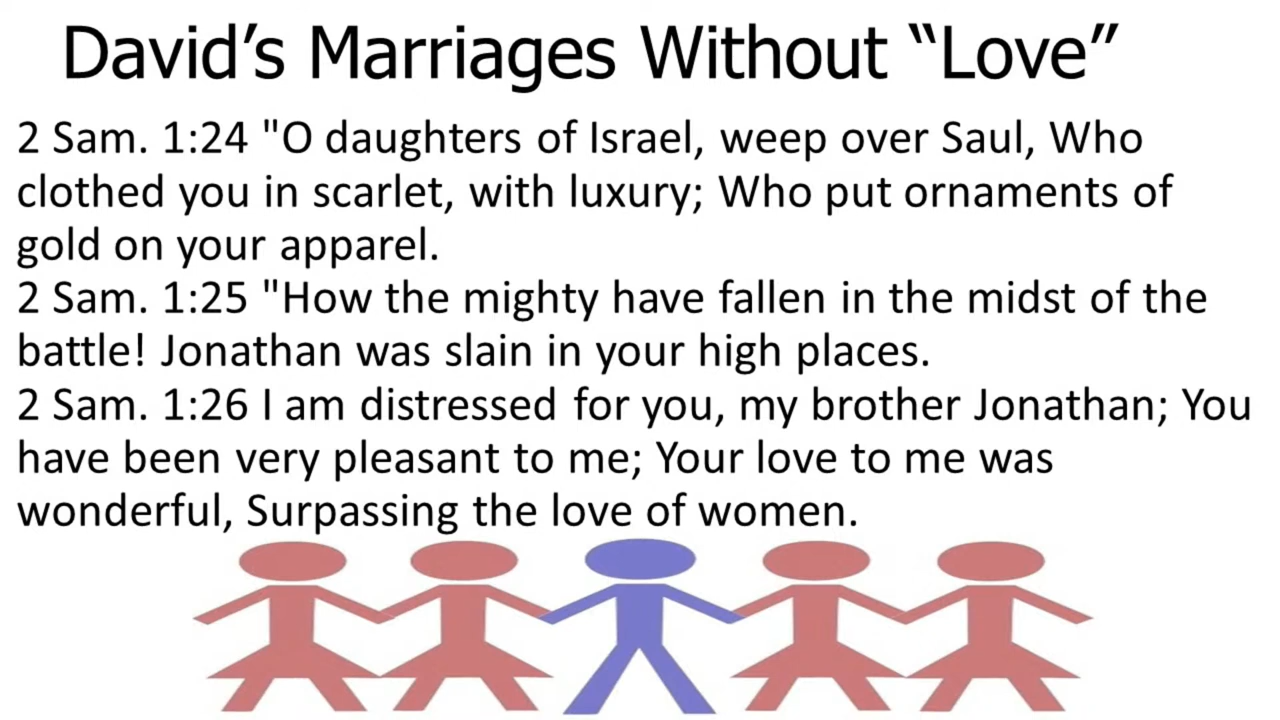 David’s Marriages Without “Love”
2 Sam. 1:24 "O daughters of Israel, weep over Saul, Who
clothed you in scarlet, with luxury; Who put ornaments of
gold on your apparel.
2 Sam. 1:25 "How the mighty have fallen in the midst of the
battle! Jonathan was slain in your high places.
2 Sam. 1:26 I am distressed for you, my brother Jonathan; You
have been very pleasant to me; Your love to me was
wonderful, Surpassing the love of women.